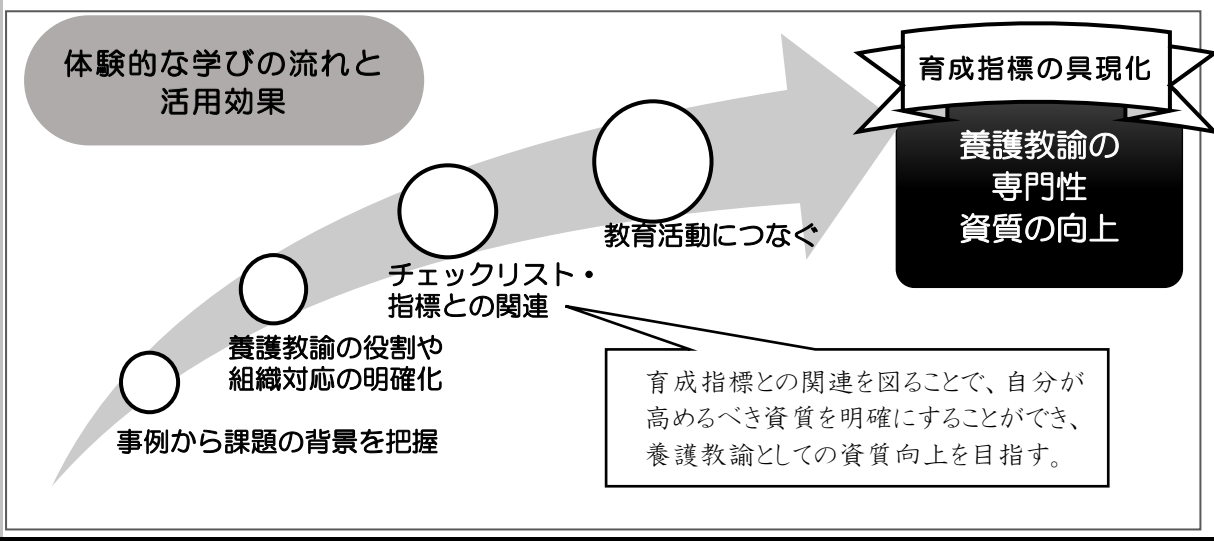 体験的な学びの流れと
活用効果
育成指標の具現化
養護教諭の
専門性
資質の向上
教育活動につなぐ
チェックリスト・
指標との関連
養護教諭の役割や
組織対応の明確化
事例から課題の背景を把握
育成指標との関連を図ることで、自分が
高めるべき資質を明確にすることができ、
養護教諭としての資質向上を目指す。